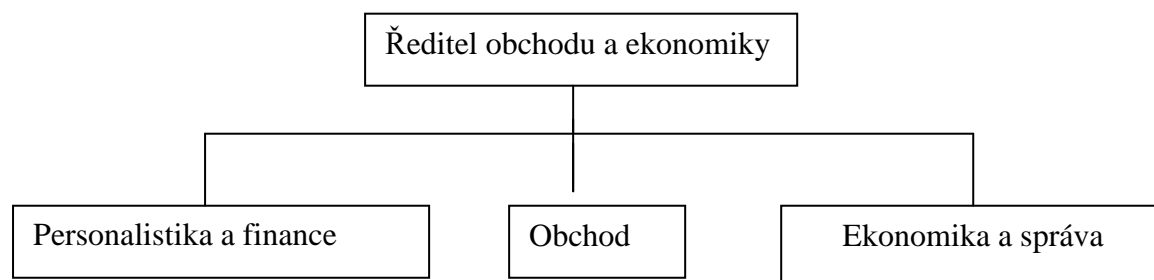 Ředitel obchodu a ekonomiky
Personalistika a finance
Obchod
Ekonomika a správa